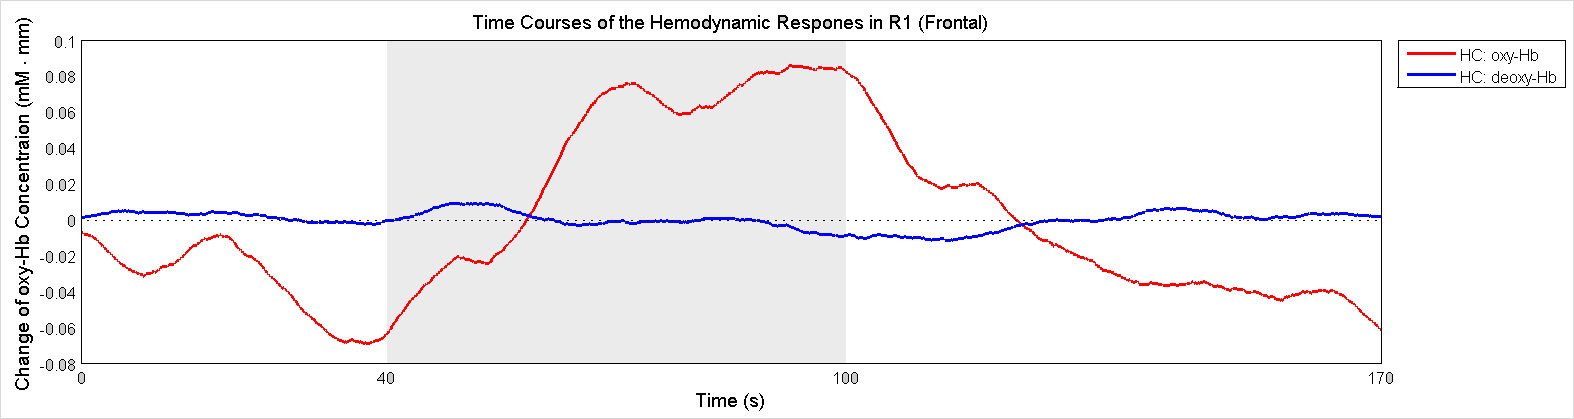 Time Courses of the Hemodynamic Respones in R1 (Frontal)
Change of oxy-Hb Concentraion (mM · mm)
0.1
0.08
0.06
0.04
0.02
0
-0.02
-0.04
-0.06
-0.08
0
40
100
170
Time (s)
HC: oxy-Hb
HC: deoxy-Hb